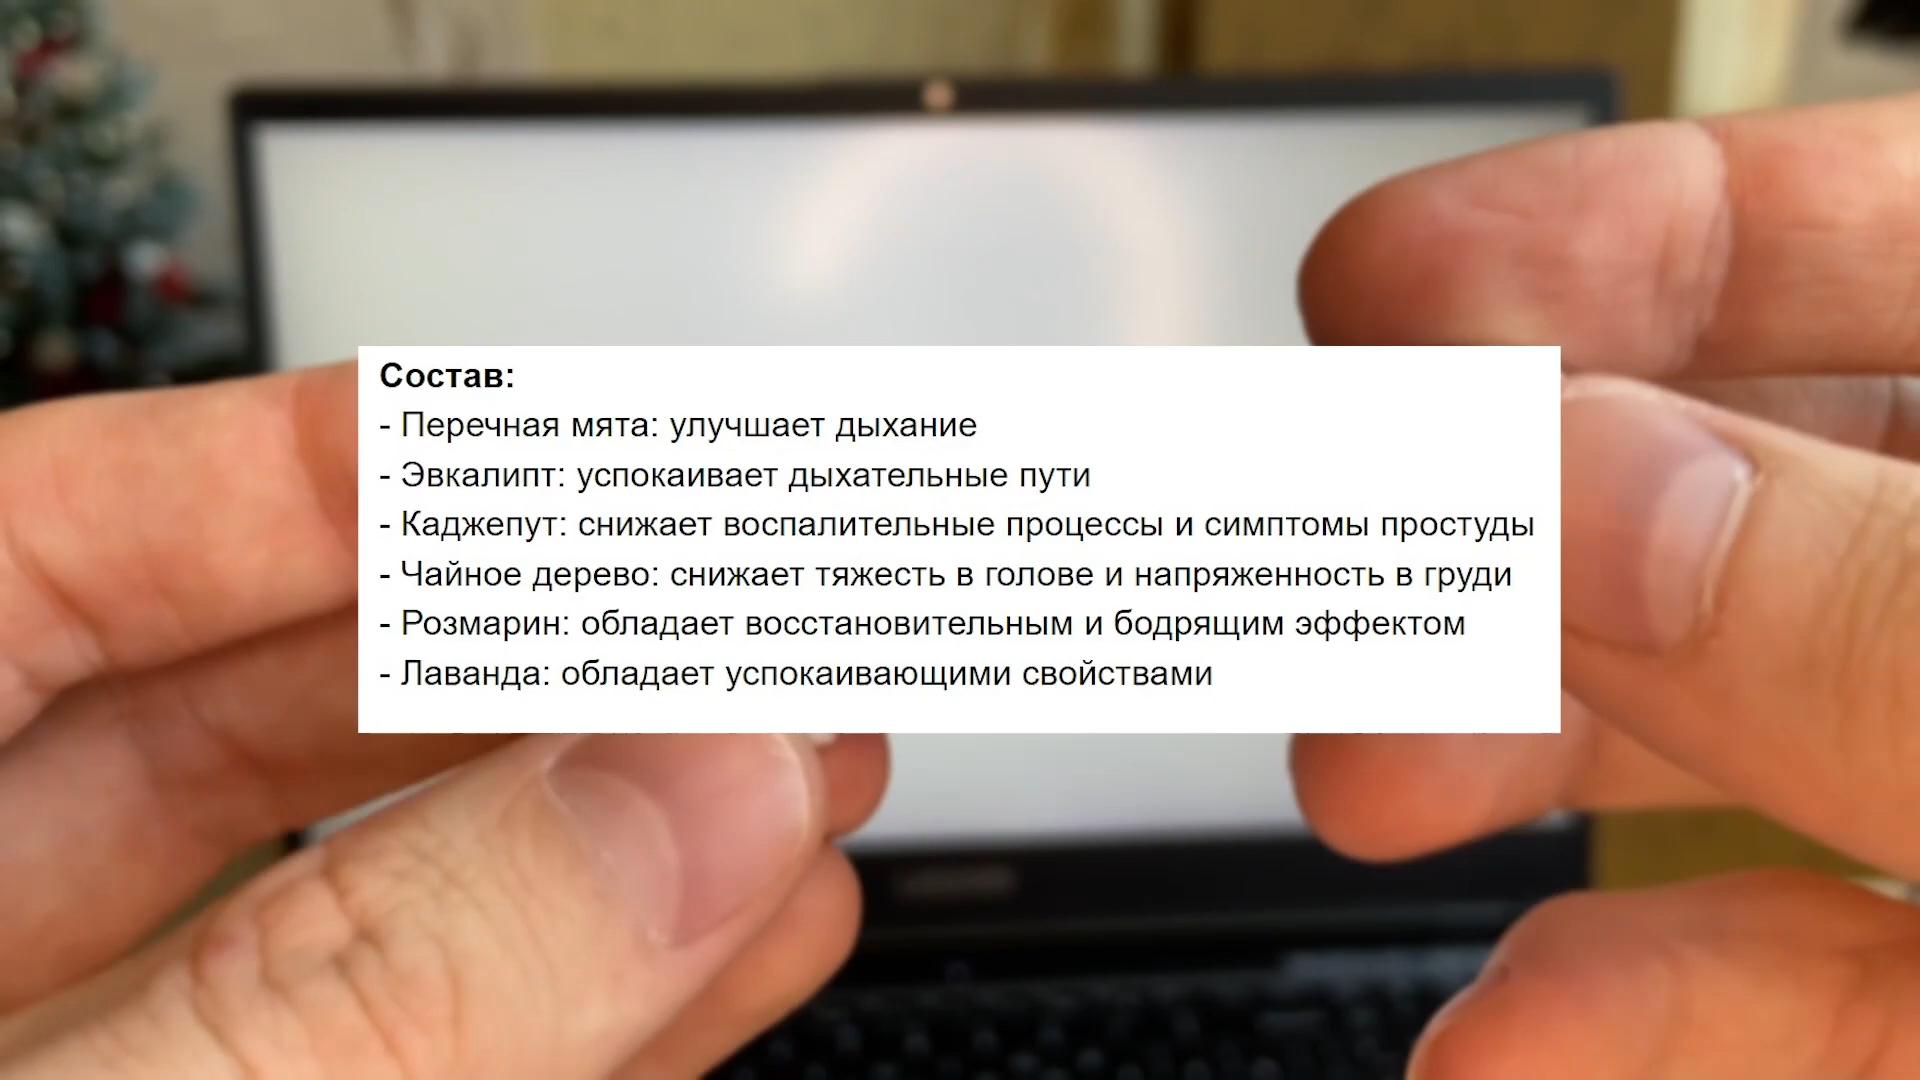 Состав:
- Перечная мята: улучшает дыхание
- Эвкалипт: успокаивает дыхательные пути
- Каджепут: снижает воспалительные процессы и симптомы простуды
- Чайное дерево: снижает тяжесть в голове и напряженность в груди
- Розмарин: обладает восстановительным и бодрящим эффектом
- Лаванда: обладает успокаивающими свойствами